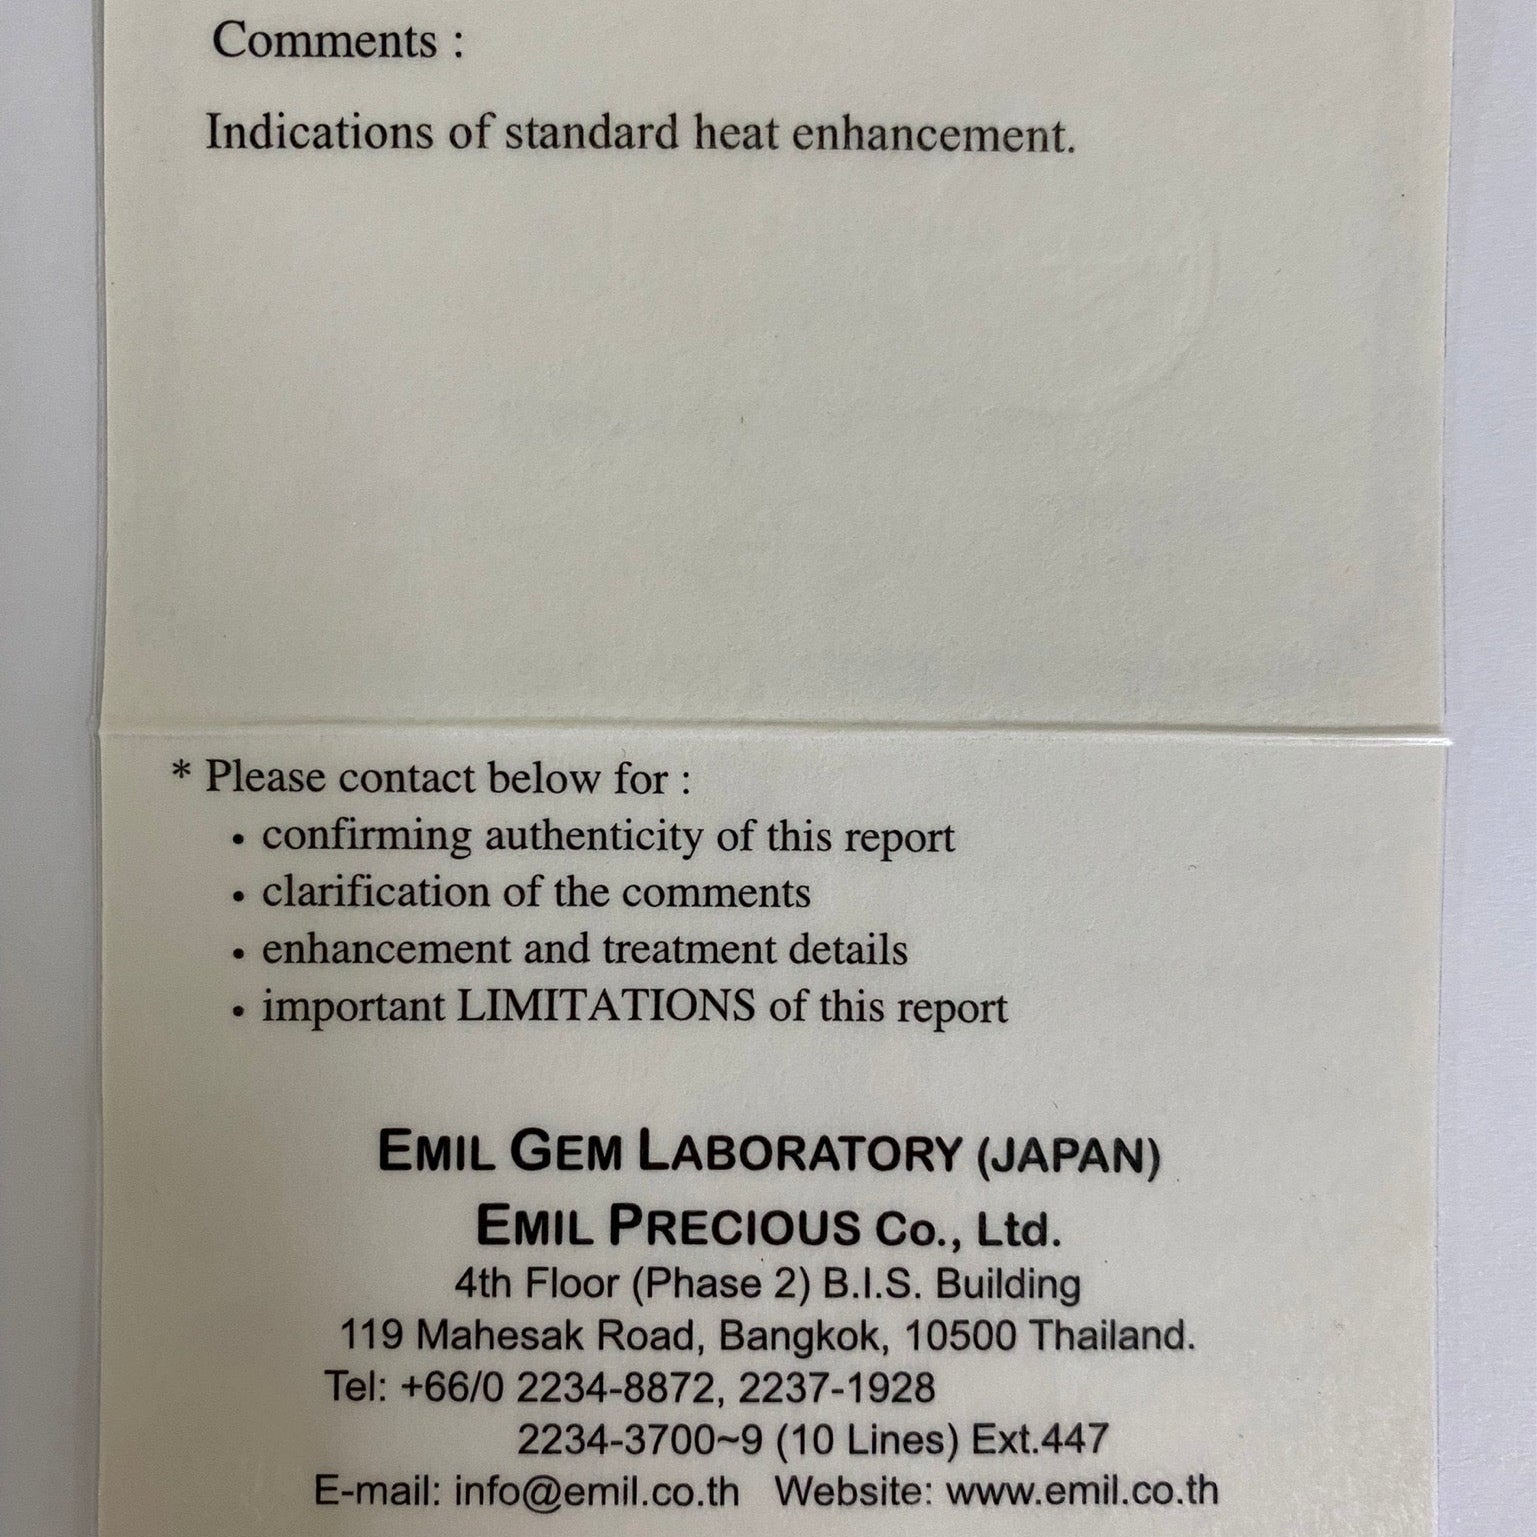 Comments :
Indications of standard heat enhancement.
* Please contact below for :
• confirming authenticity of this report
• clarification of the comments
• enhancement and treatment details
• important LIMITATIONS of this report
EMIL GEM LABORATORY (JAPAN)
EMIL PRECIOUS Co., Ltd.
4th Floor (Phase 2) B.I.S. Building
119 Mahesak Road, Bangkok, 10500 Thailand.
Tel: +66/0 2234-8872, 2237-1928
2234-3700~9 (10 Lines) Ext.447
E-mail: info@emil.co.th Website: www.emil.co.th